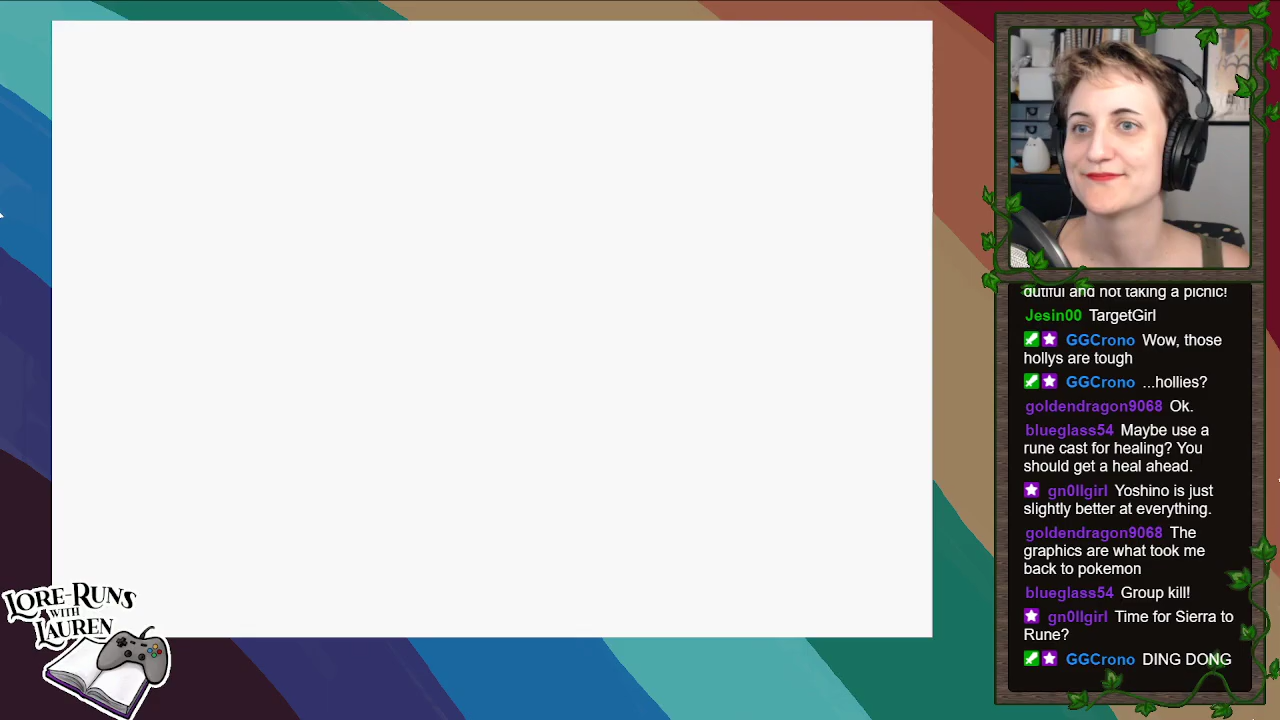 dutiful and not taking a picnic!
Jesin00 TargetGirl
GGCrono Wow, those
hollys are tough
GGCrono ...hollies?
goldendragon9068 Ok.
blueglass54 Maybe use a
rune cast for healing? You
should get a heal ahead.
gn0llgirl Yoshino is just
slightly better at everything.
goldendragon9068 The
graphics are what took me
back to pokemon
blueglass54 Group kill!
gn0llgirl Time for Sierra to
Rune?
GGCrono DING DONG
LORE-RUNS
WITH
LAUREN